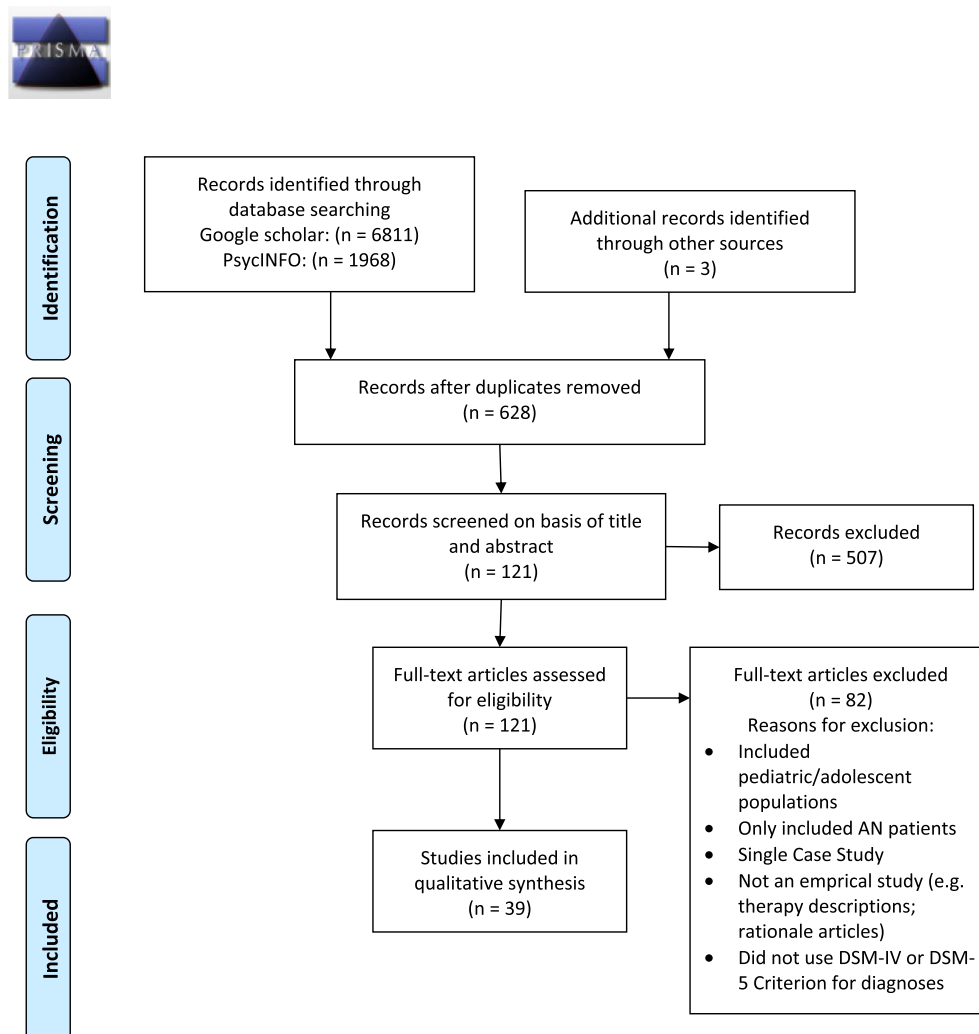 PRISMA
Identification
Records identified through
database searching
Google scholar: (n = 6811)
PsycINFO: (n = 1968)
Additional records identified
through other sources
(n = 3)
Records after duplicates removed
(n = 628)
Screening
Records screened on basis of title
and abstract
(n = 121)
Records excluded
(n = 507)
Eligibility
Full-text articles assessed
for eligibility
(n = 121)
Full-text articles excluded
(n = 82)
Reasons for exclusion:
• Included
pediatric/adolescent
populations
• Only included AN patients
• Single Case Study
• Not an emprical study (e.g.
therapy descriptions;
rationale articles)
• Did not use DSM-IV or DSM-
5 Criterion for diagnoses
Included
Studies included in
qualitative synthesis
(n = 39)